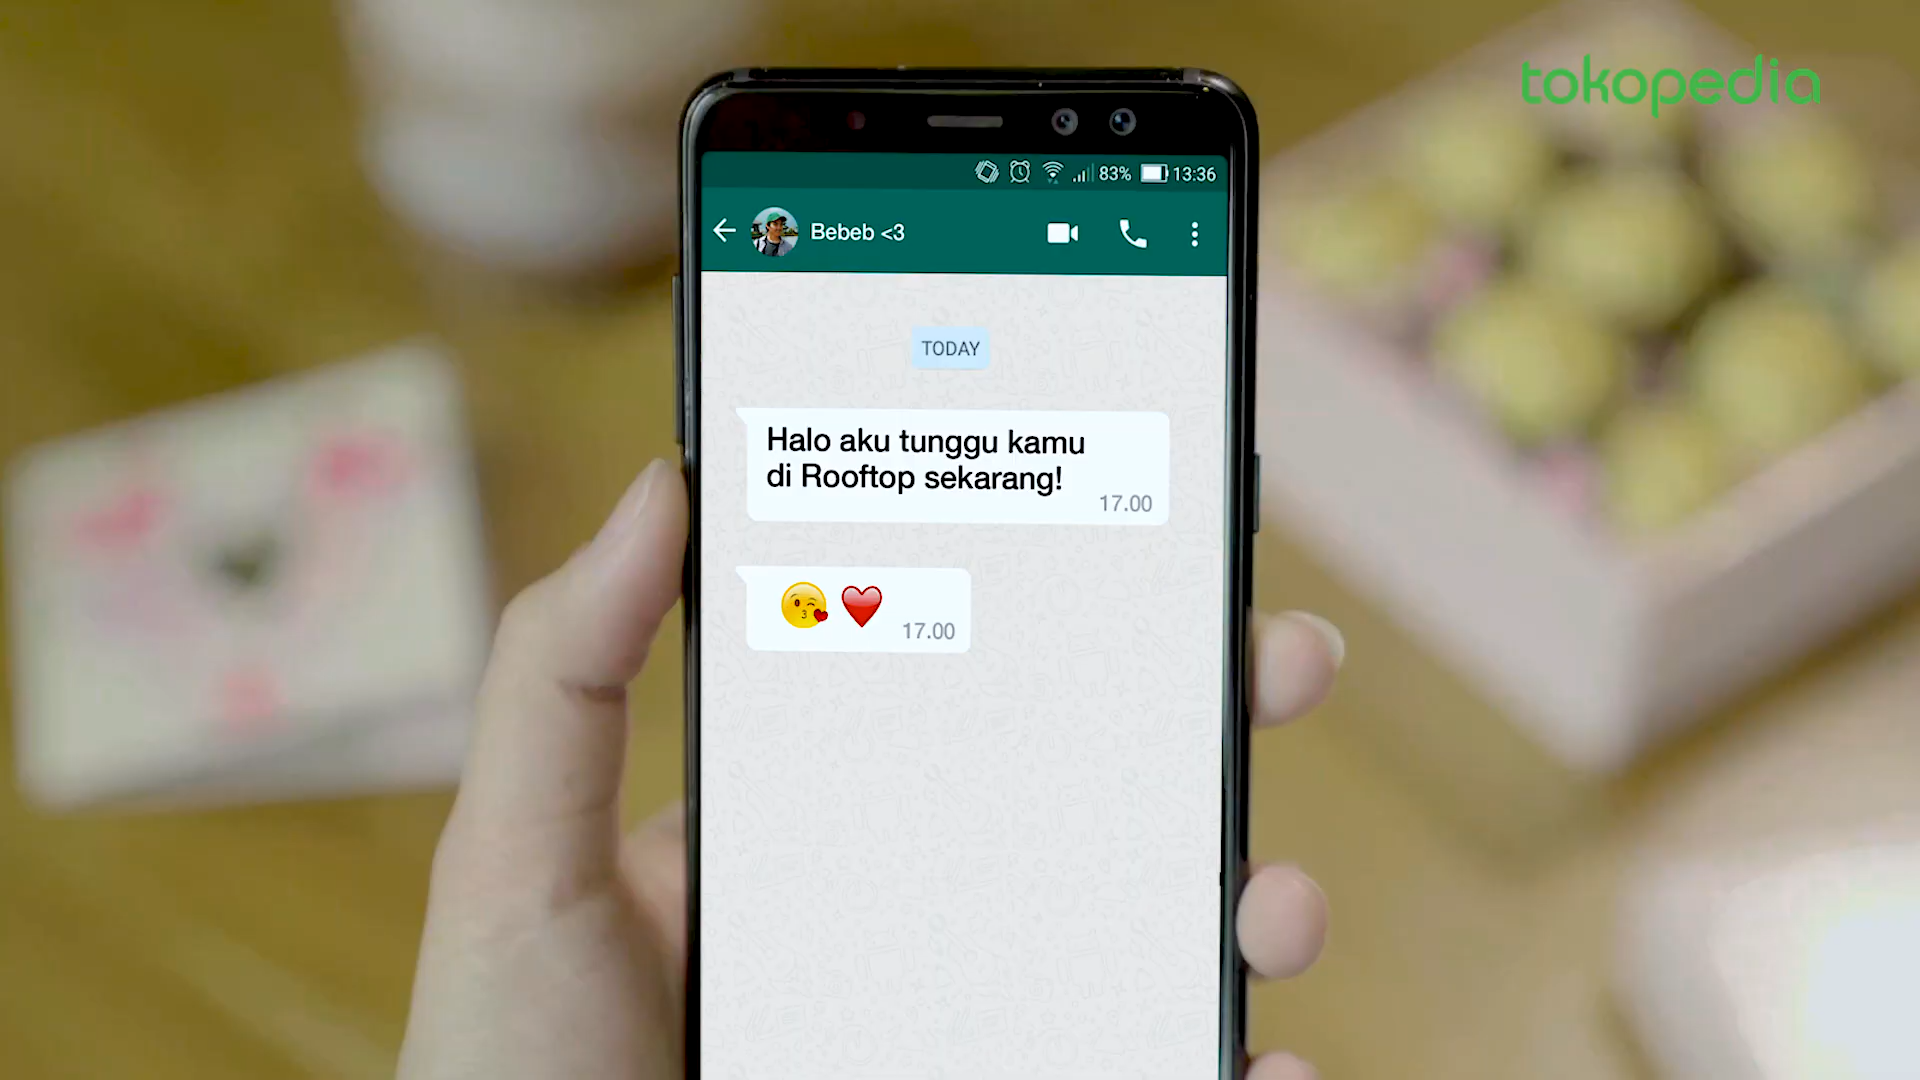 tokopedia
83% 13:36
Bebeb <3
TODAY
Halo aku tunggu kamu
di Rooftop sekarang!
17.00
😘 ❤️
17.00